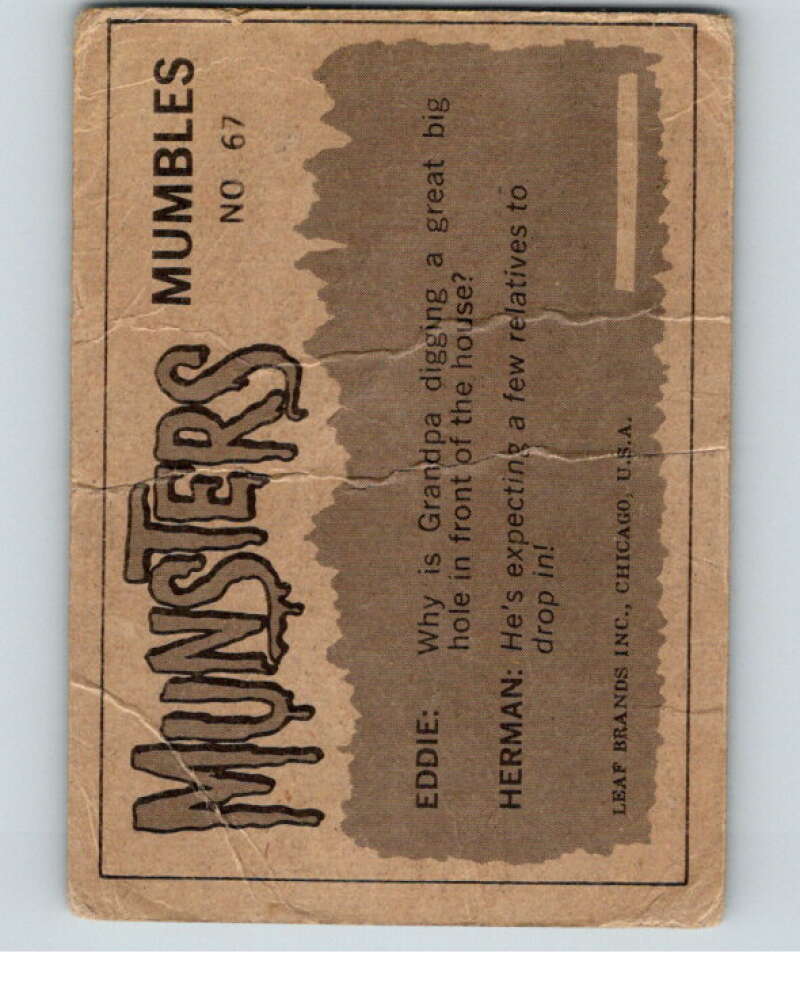 MUNSTERS MUMBLES
NO 67
EDDIE: Why is Grandpa digging a great big
hole in front of the house?
HERMAN: He's expecting a few relatives to
drop in!
LEAF BRANDS INC., CHICAGO, U.S.A.